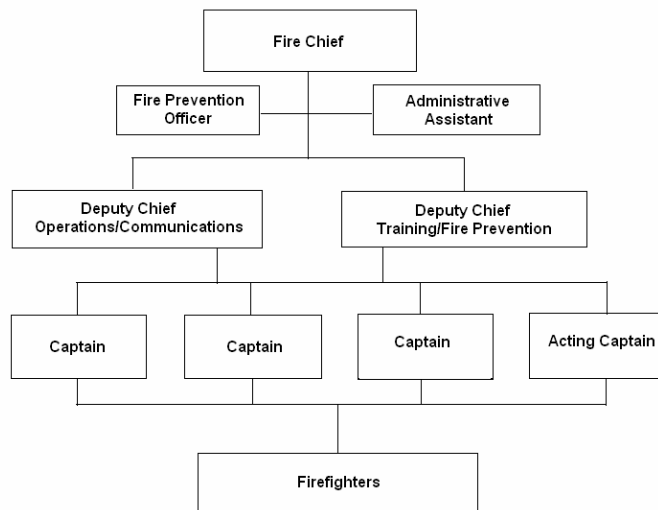 Fire Chief
Fire Prevention
Officer
Administrative
Assistant
Deputy Chief
Operations/Communications
Deputy Chief
Training/Fire Prevention
Captain
Captain
Captain
Acting Captain
Firefighters